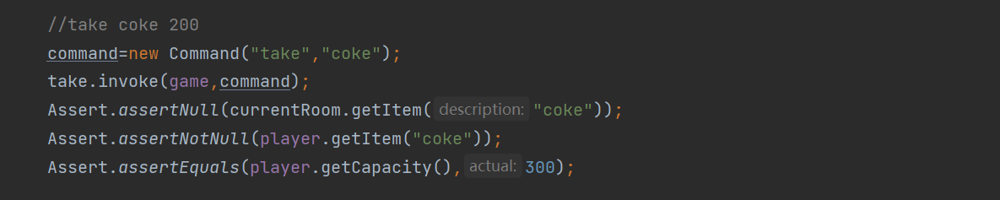 //take coke 200
command=new Command("take","coke");
take.invoke(game,command);
Assert.assertNull(currentRoom.getItem( description: "coke"));
Assert.assertNotNull(player.getItem("coke"));
Assert.assertEquals(player.getCapacity(), actual: 300);